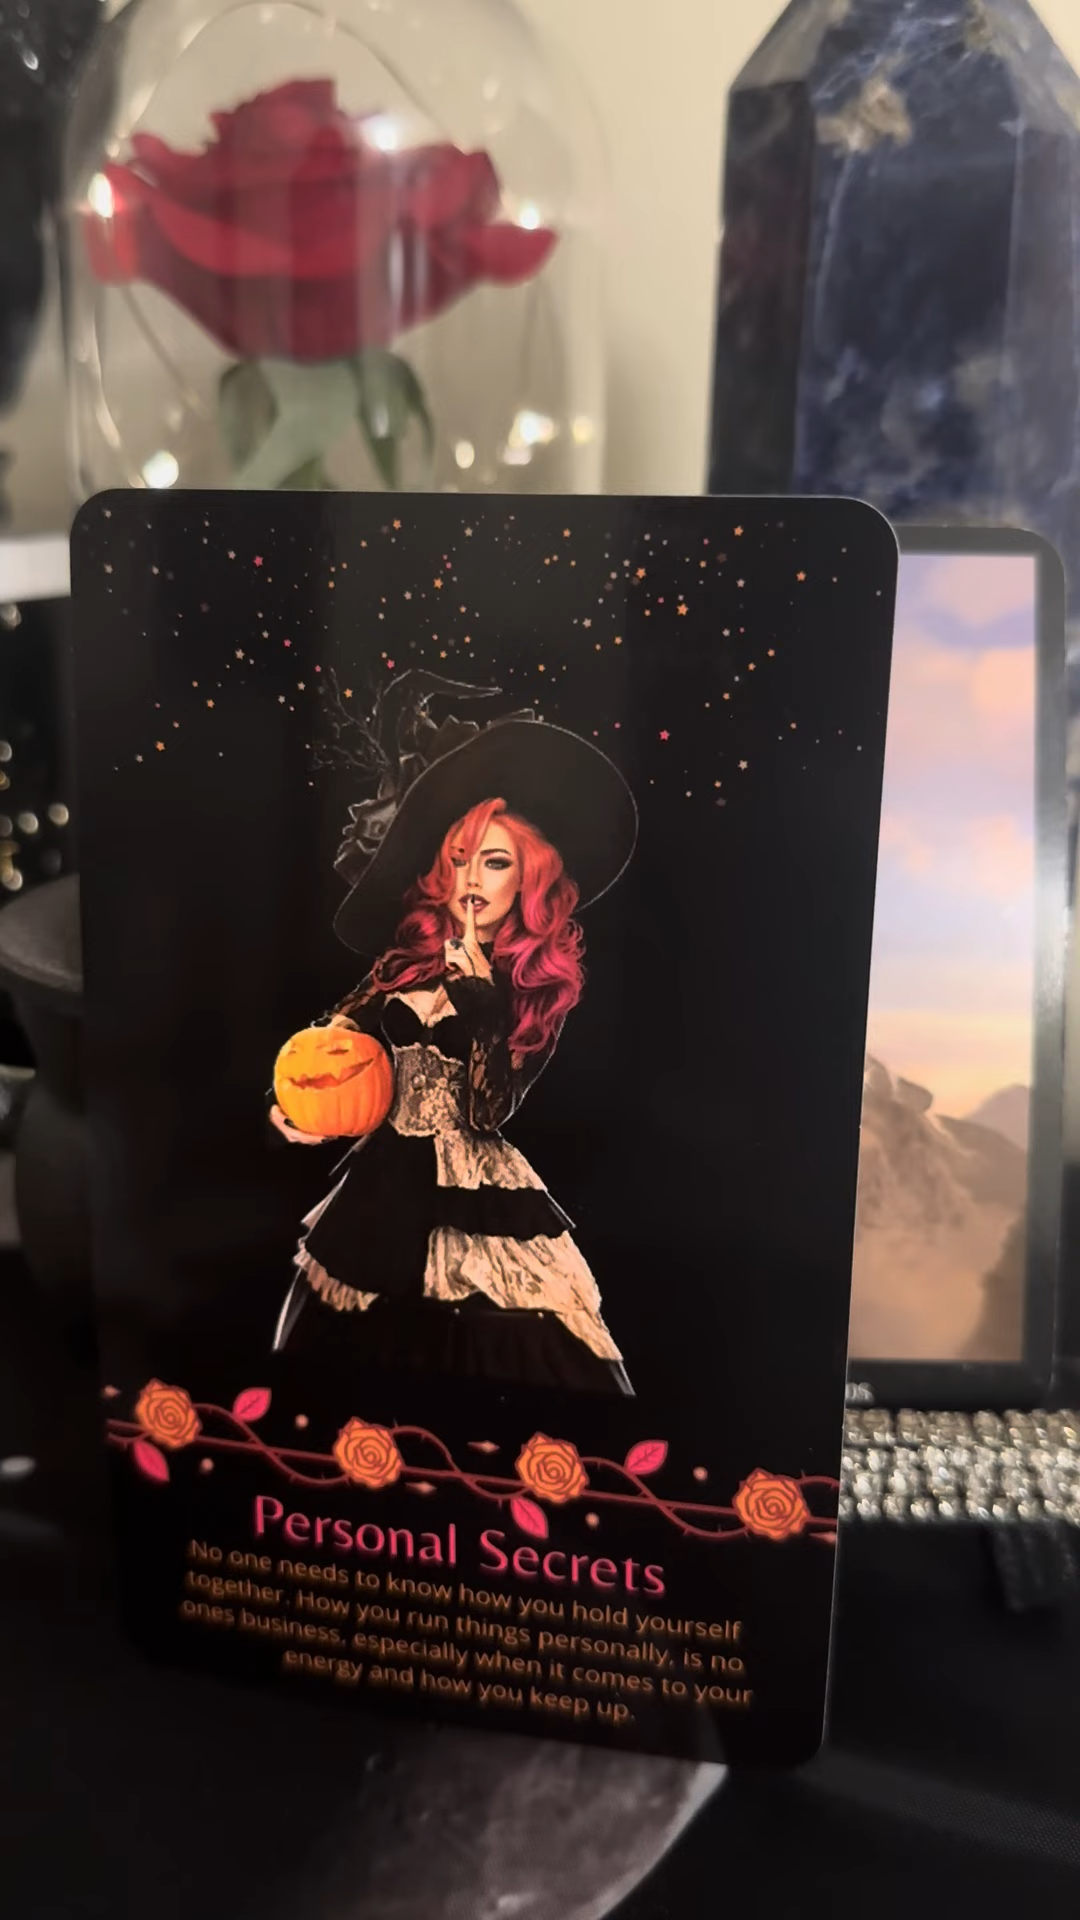 Personal Secrets
No one needs to know how you hold yourself
together. How you run things personally, is no
ones business, especially when it comes to your
energy and how you keep up.